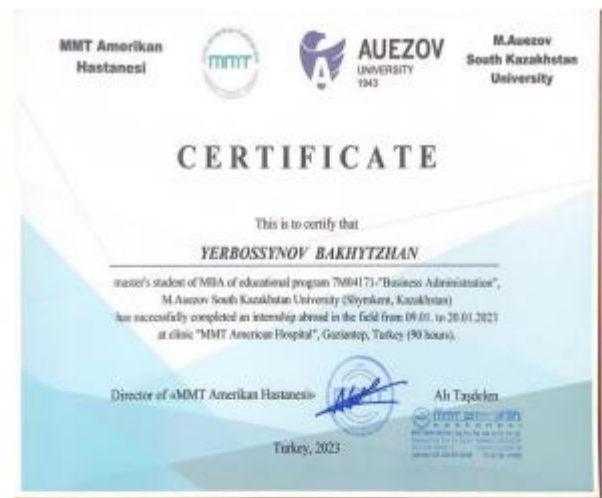 MMT Amerikan
Hastanesi
mmt
AUEZOV
UNIVERSITY
1943
M.Auezov
South Kazakhstan
University
CERTIFICATE
This is to certify that
YERBOSSYNOV BAKHYTZHAN
master's student of MBA of educational program 7M04171-"Business Administration",
M.Auezov South Kazakhstan University (Shymkent, Kazakhstan)
has successfully completed an internship abroad in the field from 09.01. to 20.01.2023
at clinic "MMT American Hospital", Gaziantep, Turkey (90 hours).
Director of «MMT Amerikan Hastanesi»
Ali Taşdelen
Turkey, 2023